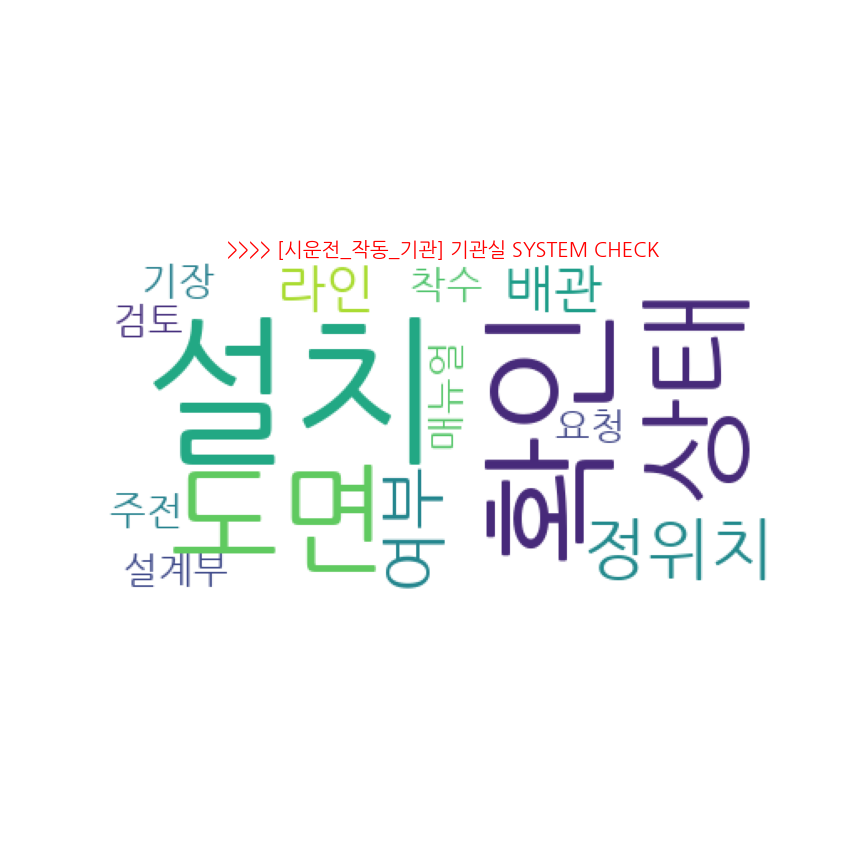 >>>> [시운전_작동_기관] 기관실 SYSTEM CHECK
기장
라인
착수
배관
검토
설치
매뉴얼
확인
상태
요청
도면
여부
주전
정위치
설계부